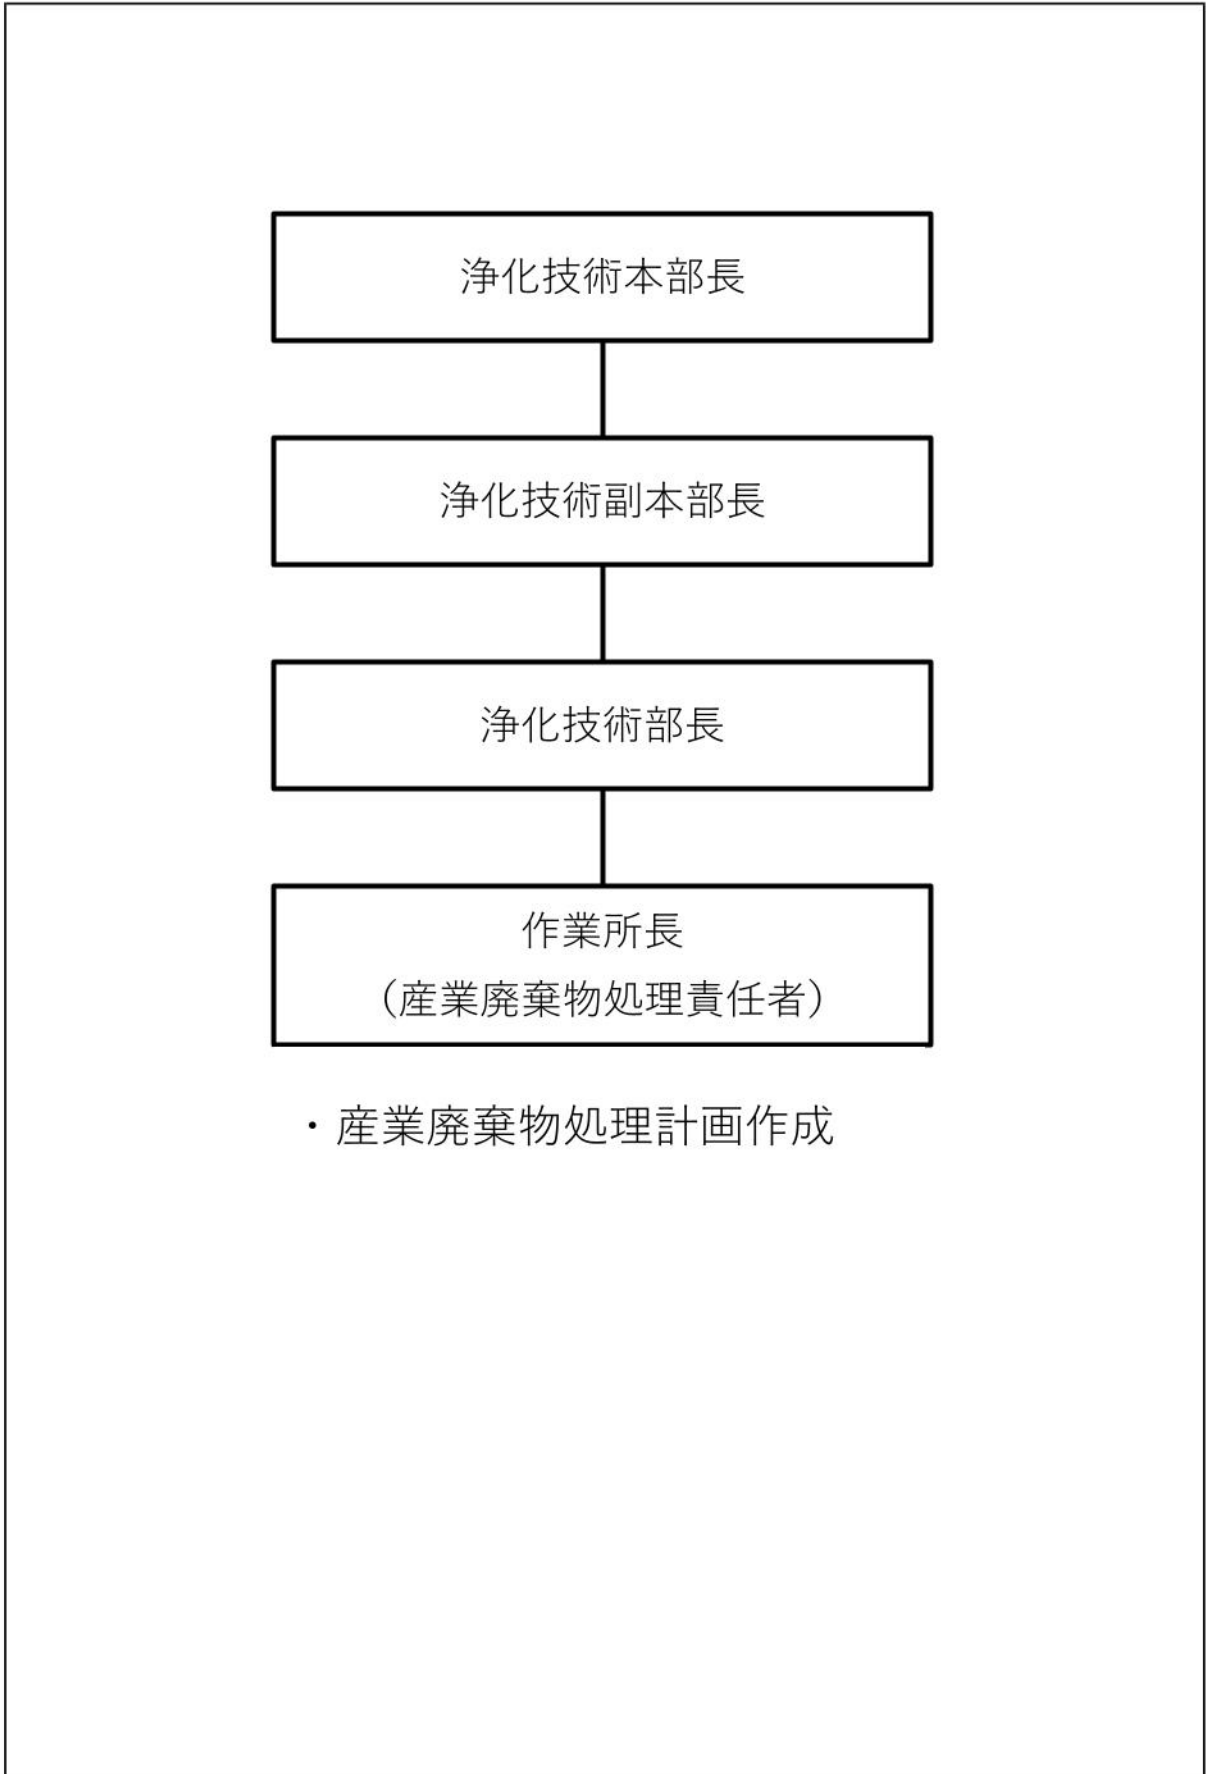 浄化技術本部長
浄化技術副本部長
浄化技術部長
作業所長
（産業廃棄物処理責任者）
・産業廃棄物処理計画作成